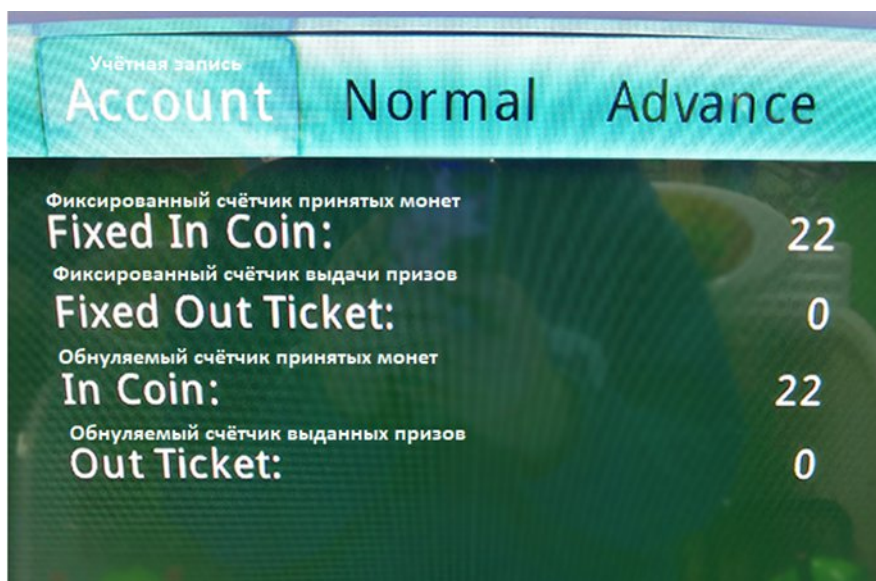 Учётная запись
Account Normal Advance
Фиксированный счётчик принятых монет
Fixed In Coin: 22
Фиксированный счётчик выдачи призов
Fixed Out Ticket: 0
Обнуляемый счётчик принятых монет
In Coin: 22
Обнуляемый счётчик выданных призов
Out Ticket: 0